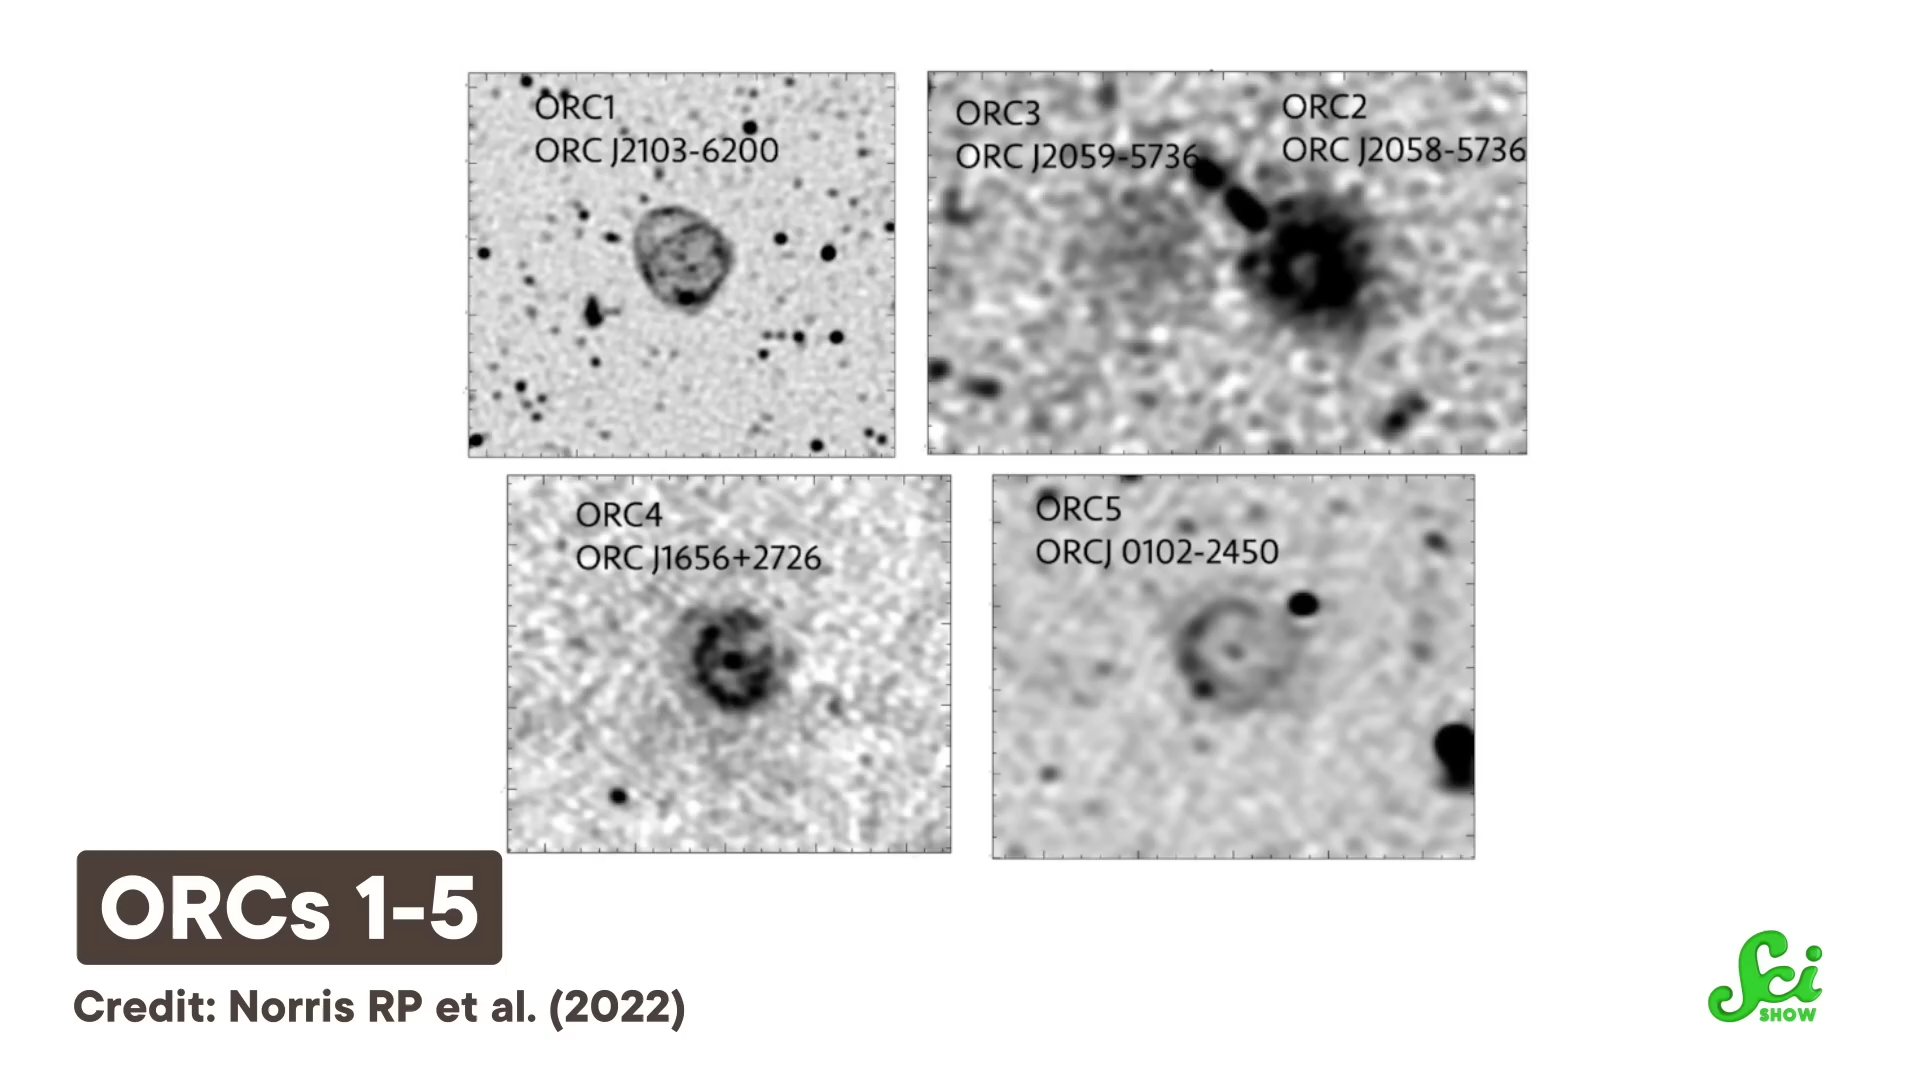 ORC1
ORC J2103-6200
ORC3
ORC J2059-5736
ORC2
ORC J2058-5736
ORC4
ORC J1656+2726
ORC5
ORCJ 0102-2450
ORCs 1-5
Credit: Norris RP et al. (2022)
Sci
SHOW